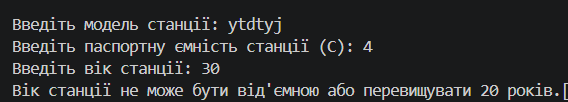 Введіть модель станції: ytdtyj
Введіть паспортну ємність станції (C): 4
Введіть вік станції: 30
Вік станції не може бути від'ємною або перевищувати 20 років.[